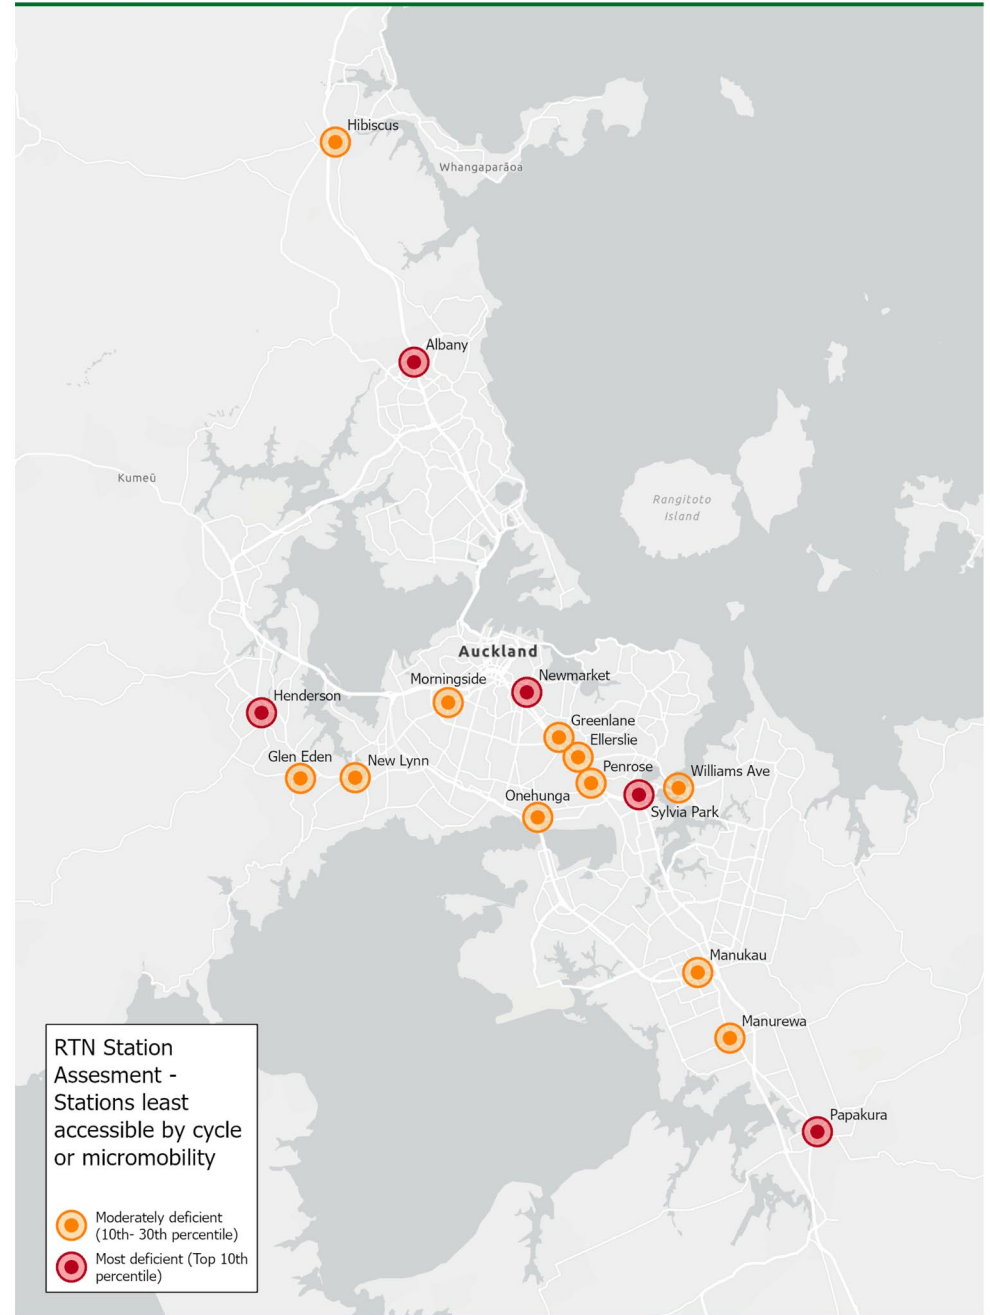 Hibiscus
Whangaparāoa
Albany
Kumeū
Rangitoto
Island
Auckland
Morningside
Newmarket
Henderson
Greenlane
Ellerslie
Glen Eden
New Lynn
Penrose
Williams Ave
Onehunga
Sylvia Park
Manukau
Manurewa
Papakura
RTN Station
Assesment -
Stations least
accessible by cycle
or micromobility
Moderately deficient
(10th- 30th percentile)
Most deficient (Top 10th
percentile)